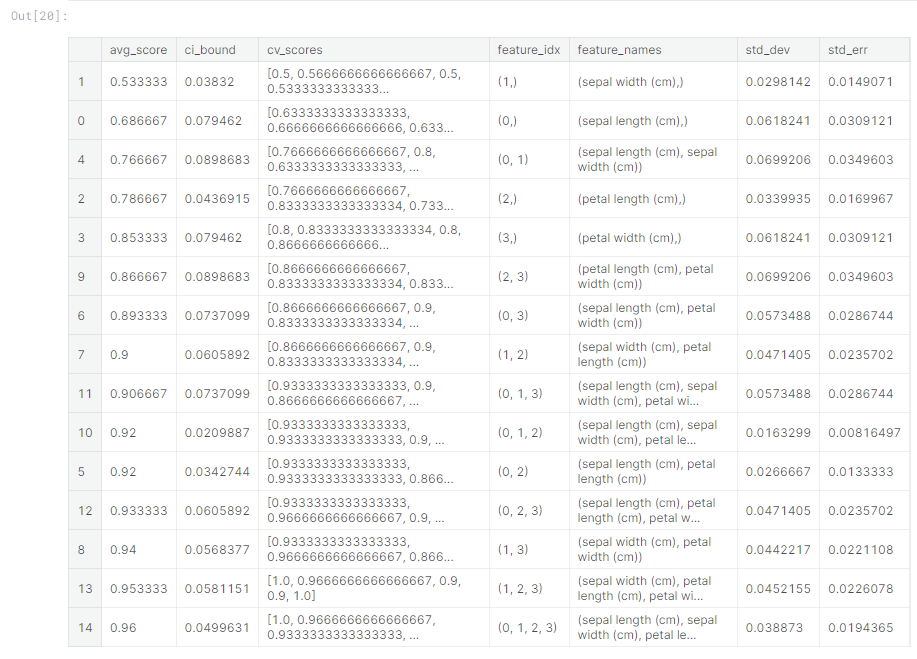 Out[20]:
avg_score ci_bound cv_scores feature_idx feature_names std_dev std_err
1 0.533333 0.03832 [0.5, 0.5666666666666667, 0.5, 0.5333333333333... (1,) (sepal width (cm),) 0.0298142 0.0149071
0 0.686667 0.079462 [0.6333333333333333, 0.6666666666666666, 0.633... (0,) (sepal length (cm),) 0.0618241 0.0309121
4 0.766667 0.0898683 [0.7666666666666667, 0.8, 0.6333333333333333, ... (0, 1) (sepal length (cm), sepal width (cm)) 0.0699206 0.0349603
2 0.786667 0.0436915 [0.7666666666666667, 0.8333333333333334, 0.733... (2,) (petal length (cm),) 0.0339935 0.0169967
3 0.853333 0.079462 [0.8, 0.8333333333333334, 0.8, 0.8666666666666... (3,) (petal width (cm),) 0.0618241 0.0309121
9 0.866667 0.0898683 [0.8666666666666667, 0.8333333333333334, 0.833... (2, 3) (petal length (cm), petal width (cm)) 0.0699206 0.0349603
6 0.893333 0.0737099 [0.8666666666666667, 0.9, 0.8333333333333334, ... (0, 3) (sepal length (cm), petal width (cm)) 0.0573488 0.0286744
7 0.9 0.0605892 [0.8666666666666667, 0.9, 0.8333333333333334, ... (1, 2) (sepal width (cm), petal length (cm)) 0.0471405 0.0235702
11 0.906667 0.0737099 [0.9333333333333333, 0.9, 0.8666666666666667, ... (0, 1, 3) (sepal length (cm), sepal width (cm), petal wi... 0.0573488 0.0286744
10 0.92 0.0209887 [0.9333333333333333, 0.9333333333333333, 0.9, ... (0, 1, 2) (sepal length (cm), sepal width (cm), petal le... 0.0163299 0.00816497
5 0.92 0.0342744 [0.9333333333333333, 0.9333333333333333, 0.866... (0, 2) (sepal length (cm), petal length (cm)) 0.0266667 0.0133333
12 0.933333 0.0605892 [0.9333333333333333, 0.9666666666666667, 0.9, ... (0, 2, 3) (sepal length (cm), petal length (cm), petal w... 0.0471405 0.0235702
8 0.94 0.0568377 [0.9333333333333333, 0.9666666666666667, 0.866... (1, 3) (sepal width (cm), petal width (cm)) 0.0442217 0.0221108
13 0.953333 0.0581151 [1.0, 0.9666666666666667, 0.9, 0.9, 1.0] (1, 2, 3) (sepal width (cm), petal length (cm), petal wi... 0.0452155 0.0226078
14 0.96 0.0499631 [1.0, 0.9666666666666667, 0.9333333333333333, ... (0, 1, 2, 3) (sepal length (cm), sepal width (cm), petal le... 0.038873 0.0194365